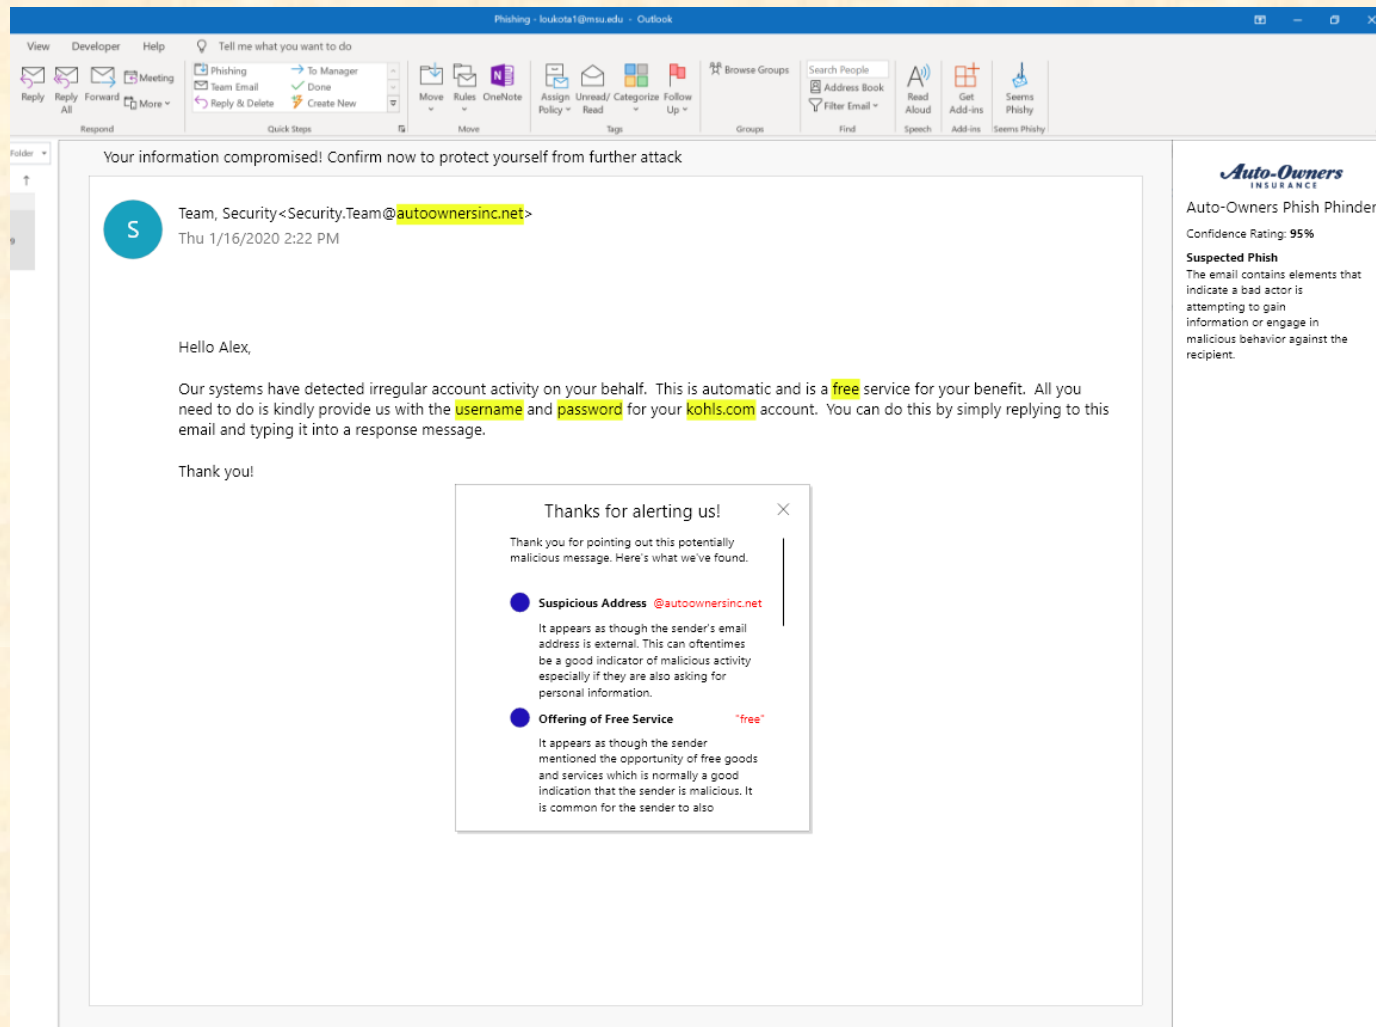 Phishing - loukota1@msu.edu - Outlook
View Developer Help Tell me what you want to do
Reply
Reply All
Forward
Meeting
More
Respond
Phishing
Team Email
Reply & Delete
To Manager
Done
Create New
Quick Steps
Move
Rules
OneNote
Move
Assign Policy
Unread/ Read
Categorize
Follow Up
Tags
Browse Groups
Groups
Search People
Address Book
Filter Email
Find
Read Aloud
Speech
Get Add-ins
Add-ins
Seems Phishy
Seems Phishy
Folder
9
Your information compromised! Confirm now to protect yourself from further attack
S
Team, Security<Security.Team@autoownersinc.net>
Thu 1/16/2020 2:22 PM
Hello Alex,
Our systems have detected irregular account activity on your behalf. This is automatic and is a free service for your benefit. All you
need to do is kindly provide us with the username and password for your kohls.com account. You can do this by simply replying to this
email and typing it into a response message.
Thank you!
Thanks for alerting us!
Thank you for pointing out this potentially
malicious message. Here's what we've found.
Suspicious Address @autoownersinc.net
It appears as though the sender's email
address is external. This can oftentimes
be a good indicator of malicious activity
especially if they are also asking for
personal information.
Offering of Free Service "free"
It appears as though the sender
mentioned the opportunity of free goods
and services which is normally a good
indication that the sender is malicious. It
is common for the sender to also
Auto-Owners
INSURANCE
Auto-Owners Phish Phinder
Confidence Rating: 95%
Suspected Phish
The email contains elements that
indicate a bad actor is
attempting to gain
information or engage in
malicious behavior against the
recipient.